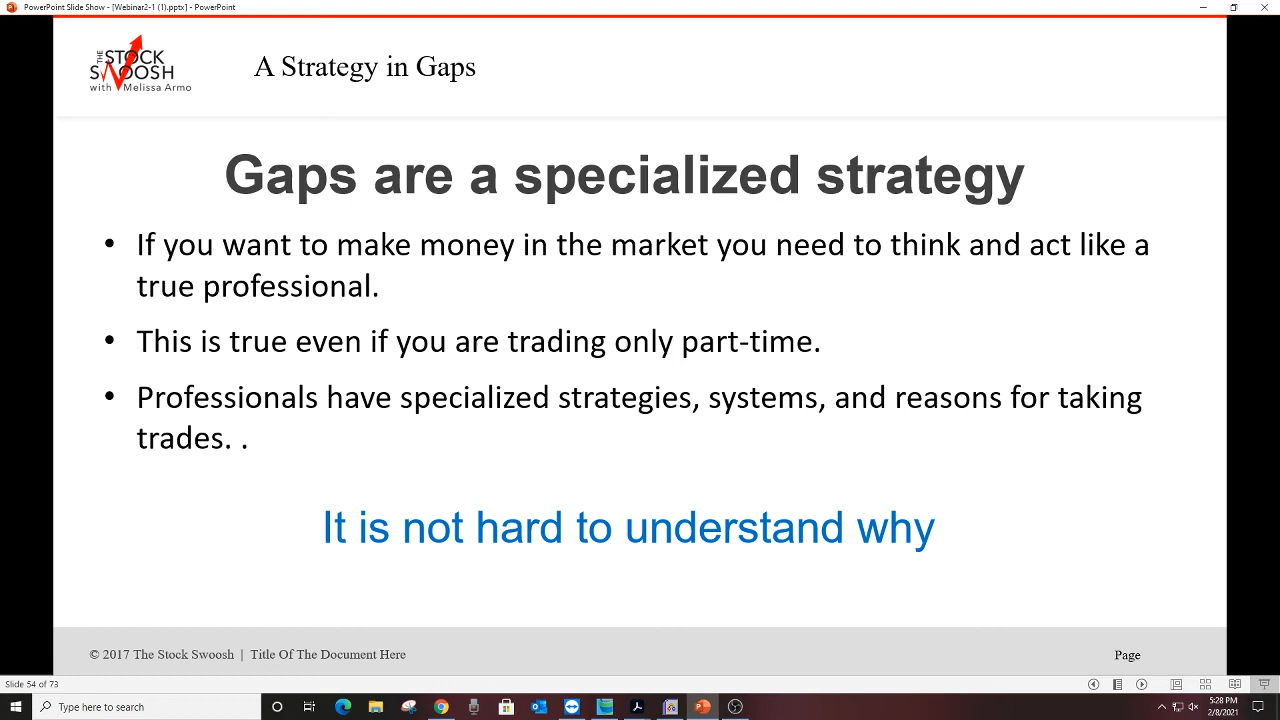 PowerPoint Slide Show - [Webinar2-1 (1).pptx] - PowerPoint
THE
STOCK
SWOOSH
with Melissa Armo
A Strategy in Gaps
Gaps are a specialized strategy
• If you want to make money in the market you need to think and act like a
true professional.
• This is true even if you are trading only part-time.
• Professionals have specialized strategies, systems, and reasons for taking
trades. .
It is not hard to understand why
© 2017 The Stock Swoosh | Title Of The Document Here
Page
Slide 54 of 73
Type here to search
5:28 PM
2/8/2021